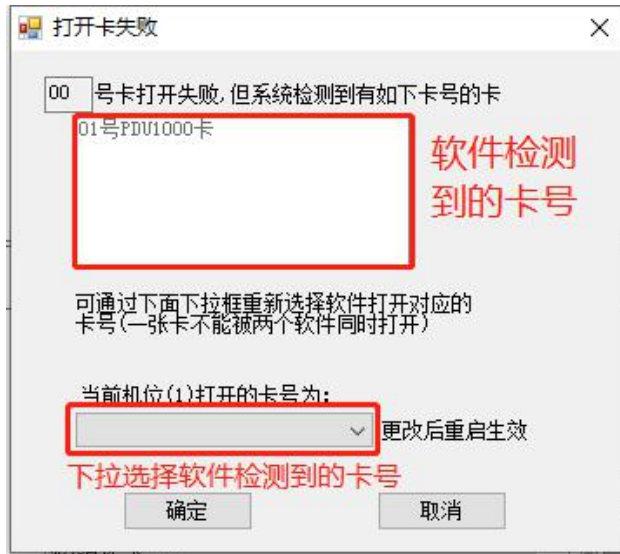 打开卡失败
00 号卡打开失败,但系统检测到有如下卡号的卡
01号PDU1000卡
软件检测
到的卡号
可通过下面下拉框重新选择软件打开对应的
卡号(一张卡不能被两个软件同时打开)
当前机位(1)打开的卡号为:
更改后重启生效
下拉选择软件检测到的卡号
确定
取消